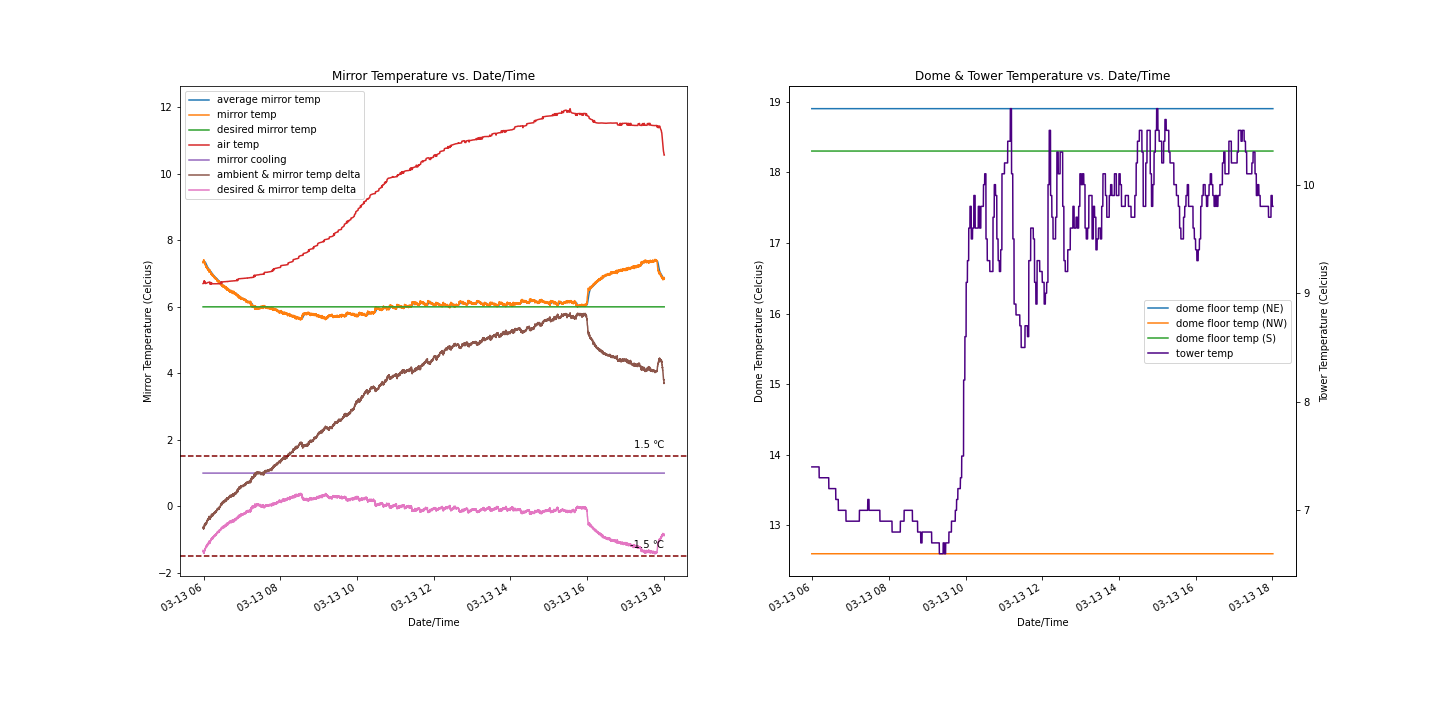 Mirror Temperature vs. Date/Time
Mirror Temperature (Celcius)
12
10
8
6
4
2
0
−2
average mirror temp
mirror temp
desired mirror temp
air temp
mirror cooling
ambient & mirror temp delta
desired & mirror temp delta
1.5 °C
-1.5 °C
03-13 06
03-13 08
03-13 10
03-13 12
03-13 14
03-13 16
03-13 18
Date/Time
Dome & Tower Temperature vs. Date/Time
Dome Temperature (Celcius)
19
18
17
16
15
14
13
dome floor temp (NE)
dome floor temp (NW)
dome floor temp (S)
tower temp
10
9
8
7
Tower Temperature (Celcius)
03-13 06
03-13 08
03-13 10
03-13 12
03-13 14
03-13 16
03-13 18
Date/Time